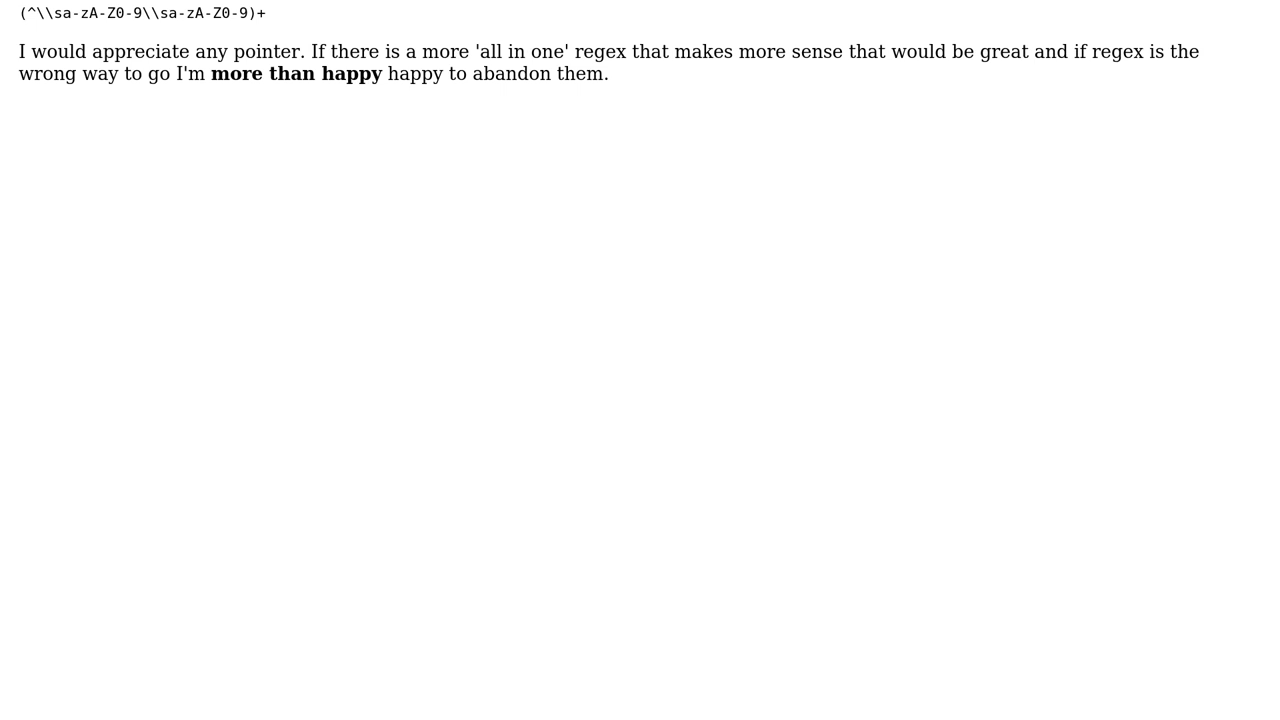 (^\\sa-zA-Z0-9\\sa-zA-Z0-9)+
I would appreciate any pointer. If there is a more 'all in one' regex that makes more sense that would be great and if regex is the
wrong way to go I'm more than happy happy to abandon them.